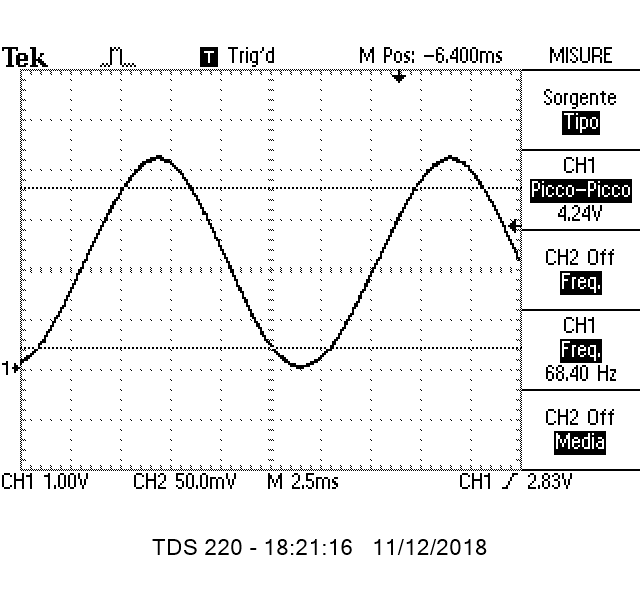 Tek T Trig'd M Pos: -6.400ms MISURE
Sorgente
Tipo
CH1
Picco-Picco
4.24V
CH2 Off
Freq.
CH1
Freq.
68.40 Hz
CH2 Off
Media
1
CH1 1.00V CH2 50.0mV M 2.5ms CH1 2.83V
TDS 220 - 18:21:16 11/12/2018